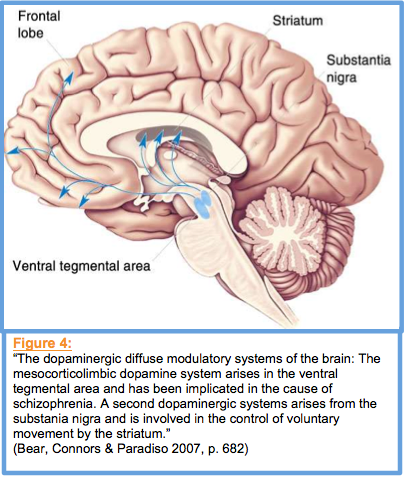 Frontal
lobe
Striatum
Substantia
nigra
Ventral tegmental area
Figure 4:
“The dopaminergic diffuse modulatory systems of the brain: The
mesocorticolimbic dopamine system arises in the ventral
tegmental area and has been implicated in the cause of
schizophrenia. A second dopaminergic systems arises from the
substania nigra and is involved in the control of voluntary
movement by the striatum.”
(Bear, Connors & Paradiso 2007, p. 682)